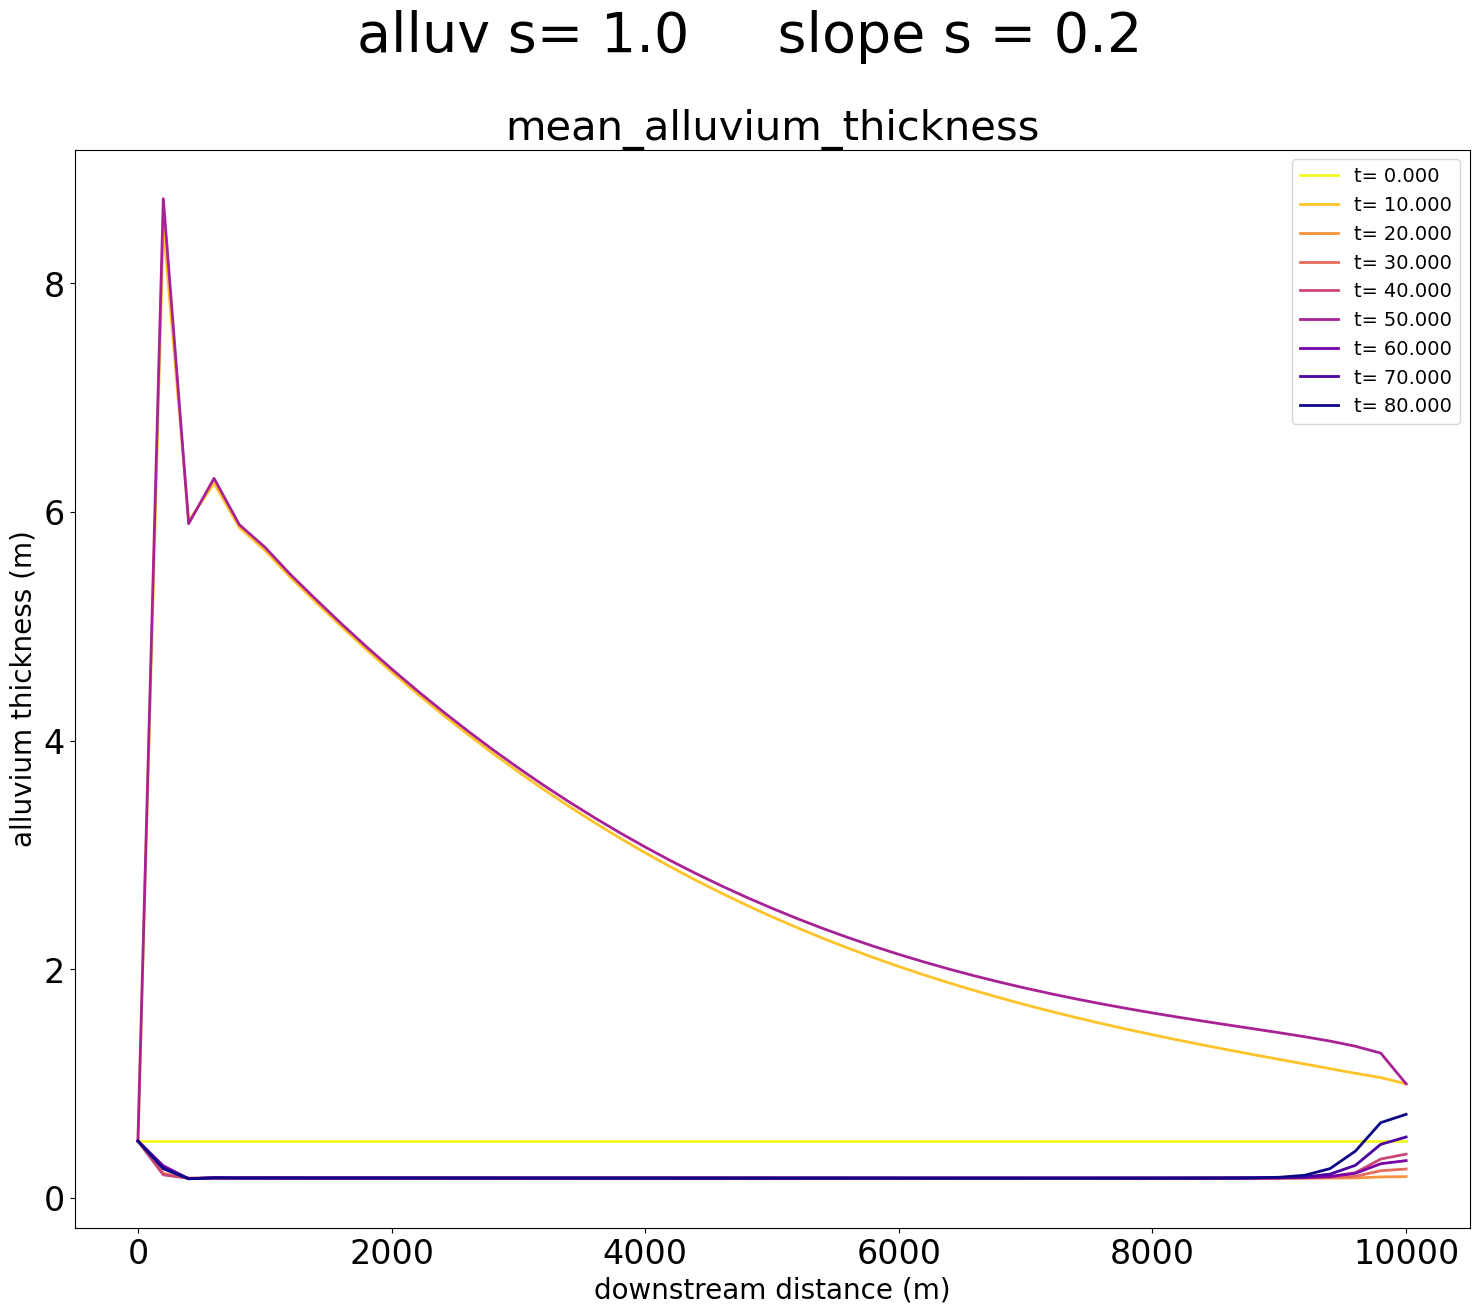 alluv s= 1.0     slope s = 0.2
mean_alluvium_thickness
t= 0.000
t= 10.000
t= 20.000
t= 30.000
t= 40.000
t= 50.000
t= 60.000
t= 70.000
t= 80.000
alluvium thickness (m)
8
6
4
2
0
0 2000 4000 6000 8000 10000
downstream distance (m)